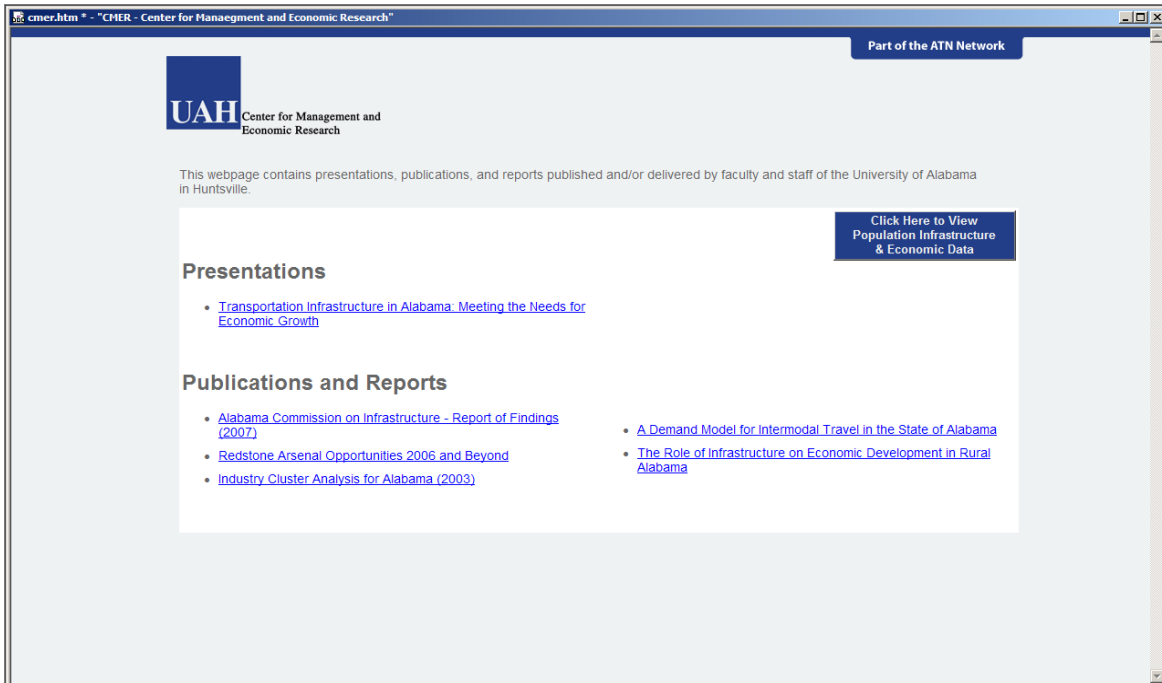 cmer.htm * - "CMER - Center for Manaegment and Economic Research"
Part of the ATN Network
UAH Center for Management and
Economic Research
This webpage contains presentations, publications, and reports published and/or delivered by faculty and staff of the University of Alabama
in Huntsville.
Click Here to View
Population Infrastructure
& Economic Data
Presentations
Transportation Infrastructure in Alabama: Meeting the Needs for
Economic Growth
Publications and Reports
Alabama Commission on Infrastructure - Report of Findings
(2007)
Redstone Arsenal Opportunities 2006 and Beyond
Industry Cluster Analysis for Alabama (2003)
A Demand Model for Intermodal Travel in the State of Alabama
The Role of Infrastructure on Economic Development in Rural
Alabama